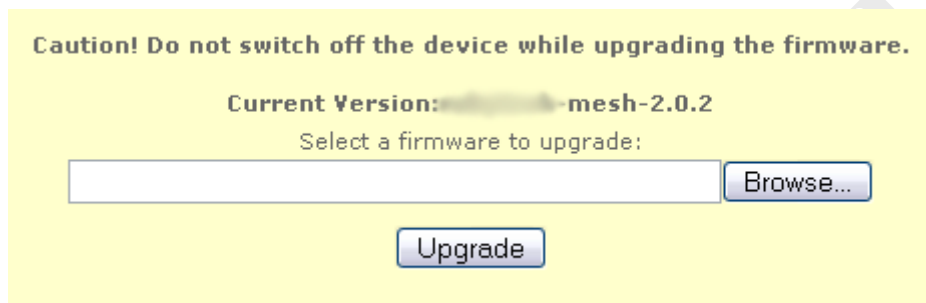 Caution! Do not switch off the device while upgrading the firmware.
Current Version: -mesh-2.0.2
Select a firmware to upgrade:
Browse...
Upgrade